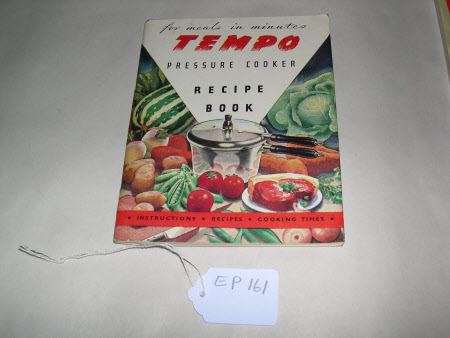 for meals in minutes
TEMPO
PRESSURE COOKER
RECIPE
BOOK
INSTRUCTIONS • RECIPES • COOKING TIMES
EP 161